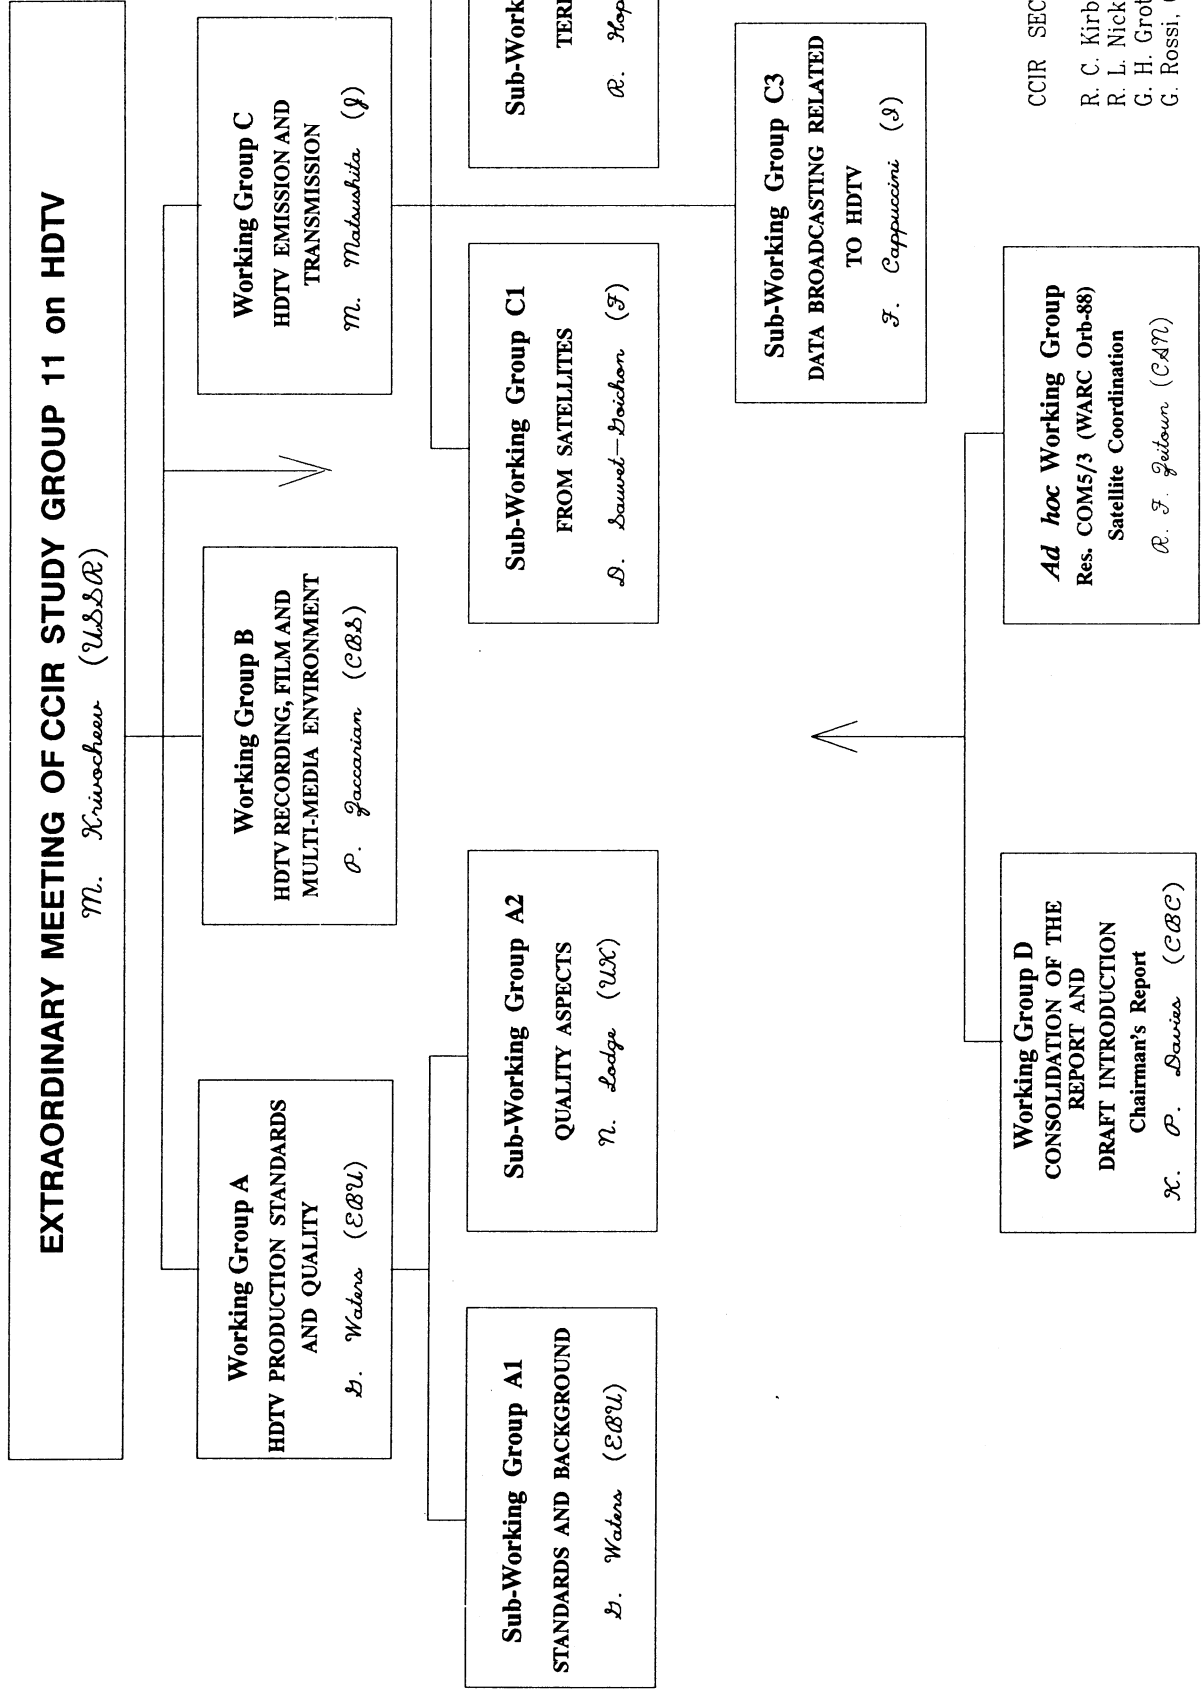 EXTRAORDINARY MEETING OF CCIR STUDY GROUP 11 on HDTV
M. Krivocheev (USSR)
Working Group A
HDTV PRODUCTION STANDARDS
AND QUALITY
G. Waters (EBU)
Working Group B
HDTV RECORDING, FILM AND
MULTI-MEDIA ENVIRONMENT
P. Zaccarian (CBS)
Working Group C
HDTV EMISSION AND
TRANSMISSION
M. Matsushita (J)
Sub-Working Group A1
STANDARDS AND BACKGROUND
G. Waters (EBU)
Sub-Working Group A2
QUALITY ASPECTS
N. Lodge (UK)
Sub-Working Group C1
FROM SATELLITES
D. Sauvet-Goichon (F)
Sub-Work
TERR
R. Hop
Sub-Working Group C3
DATA BROADCASTING RELATED
TO HDTV
F. Cappuccini (I)
Working Group D
CONSOLIDATION OF THE
REPORT AND
DRAFT INTRODUCTION
Chairman's Report
K. P. Davies (CBC)
Ad hoc Working Group
Res. COM5/3 (WARC Orb-88)
Satellite Coordination
R. F. Zeitoun (CAN)
CCIR SEC
R. C. Kirb
R. L. Nick
G. H. Grot
G. Rossi,